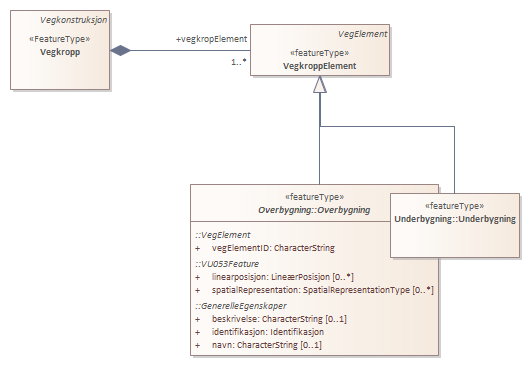 Vegkonstruksjon
«FeatureType»
Vegkropp
+vegkropElement
1..*
VegElement
«featureType»
VegkroppElement
«featureType»
Overbygning::Overbygning
::VegElement
+ vegElementID: CharacterString
::VU053Feature
+ linearposisjon: LineærPosisjon [0..*]
+ spatialRepresentation: SpatialRepresentationType [0..*]
::GenerelleEgenskaper
+ beskrivelse: CharacterString [0..1]
+ identifikasjon: Identifikasjon
+ navn: CharacterString [0..1]
«featureType»
Underbygning::Underbygning